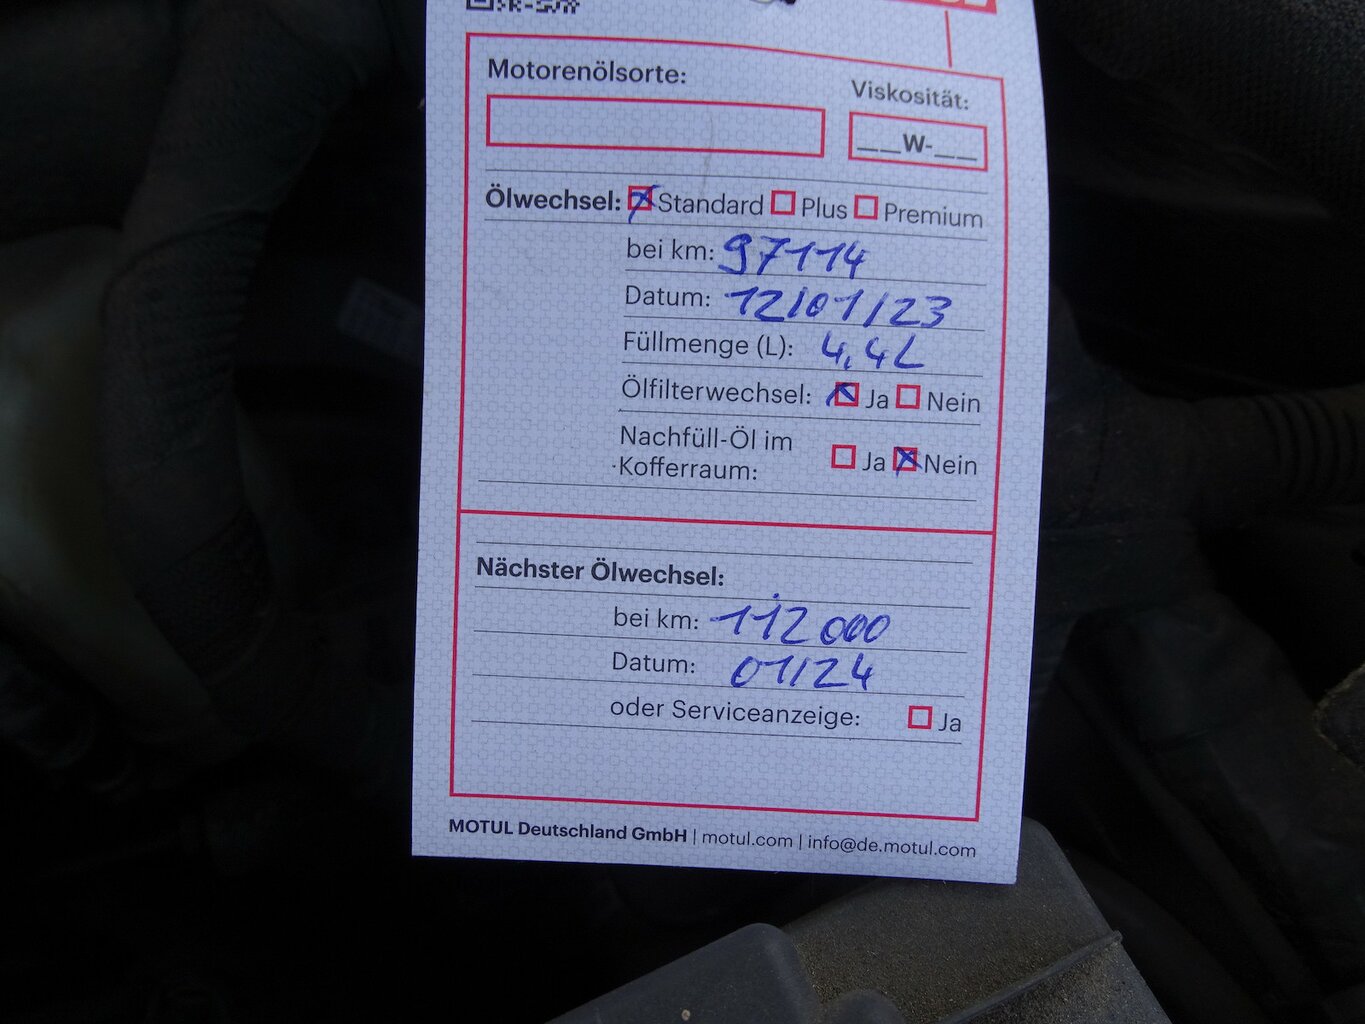 Motorenölsorte:
Viskosität:
__W-__
Ölwechsel: Standard Plus Premium
bei km: 97114
Datum: 12/01/23
Füllmenge (L): 4,4L
Ölfilterwechsel: Ja Nein
Nachfüll-Öl im
Kofferraum: Ja Nein
Nächster Ölwechsel:
bei km: 112000
Datum: 01/24
oder Serviceanzeige: Ja
MOTUL Deutschland GmbH | motul.com | info@de.motul.com